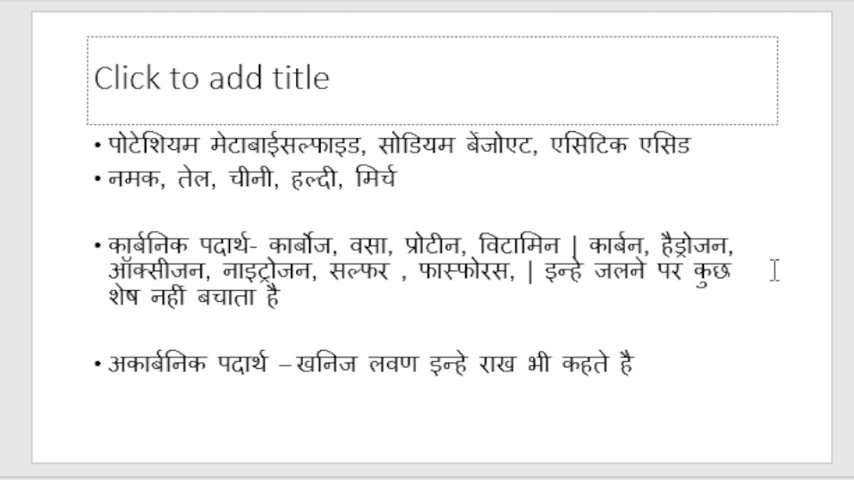 Click to add title
• पोटेशियम मेटाबाईसल्फाइड, सोडियम बेंजोएट, एसिटिक एसिड
• नमक, तेल, चीनी, हल्दी, मिर्च
• कार्बनिक पदार्थ- कार्बोज, वसा, प्रोटीन, विटामिन | कार्बन, हैड्रोजन,
ऑक्सीजन, नाइट्रोजन, सल्फर , फास्फोरस, | इन्हे जलने पर कुछ
शेष नहीं बचाता है
• अकार्बनिक पदार्थ – खनिज लवण इन्हे राख भी कहते है